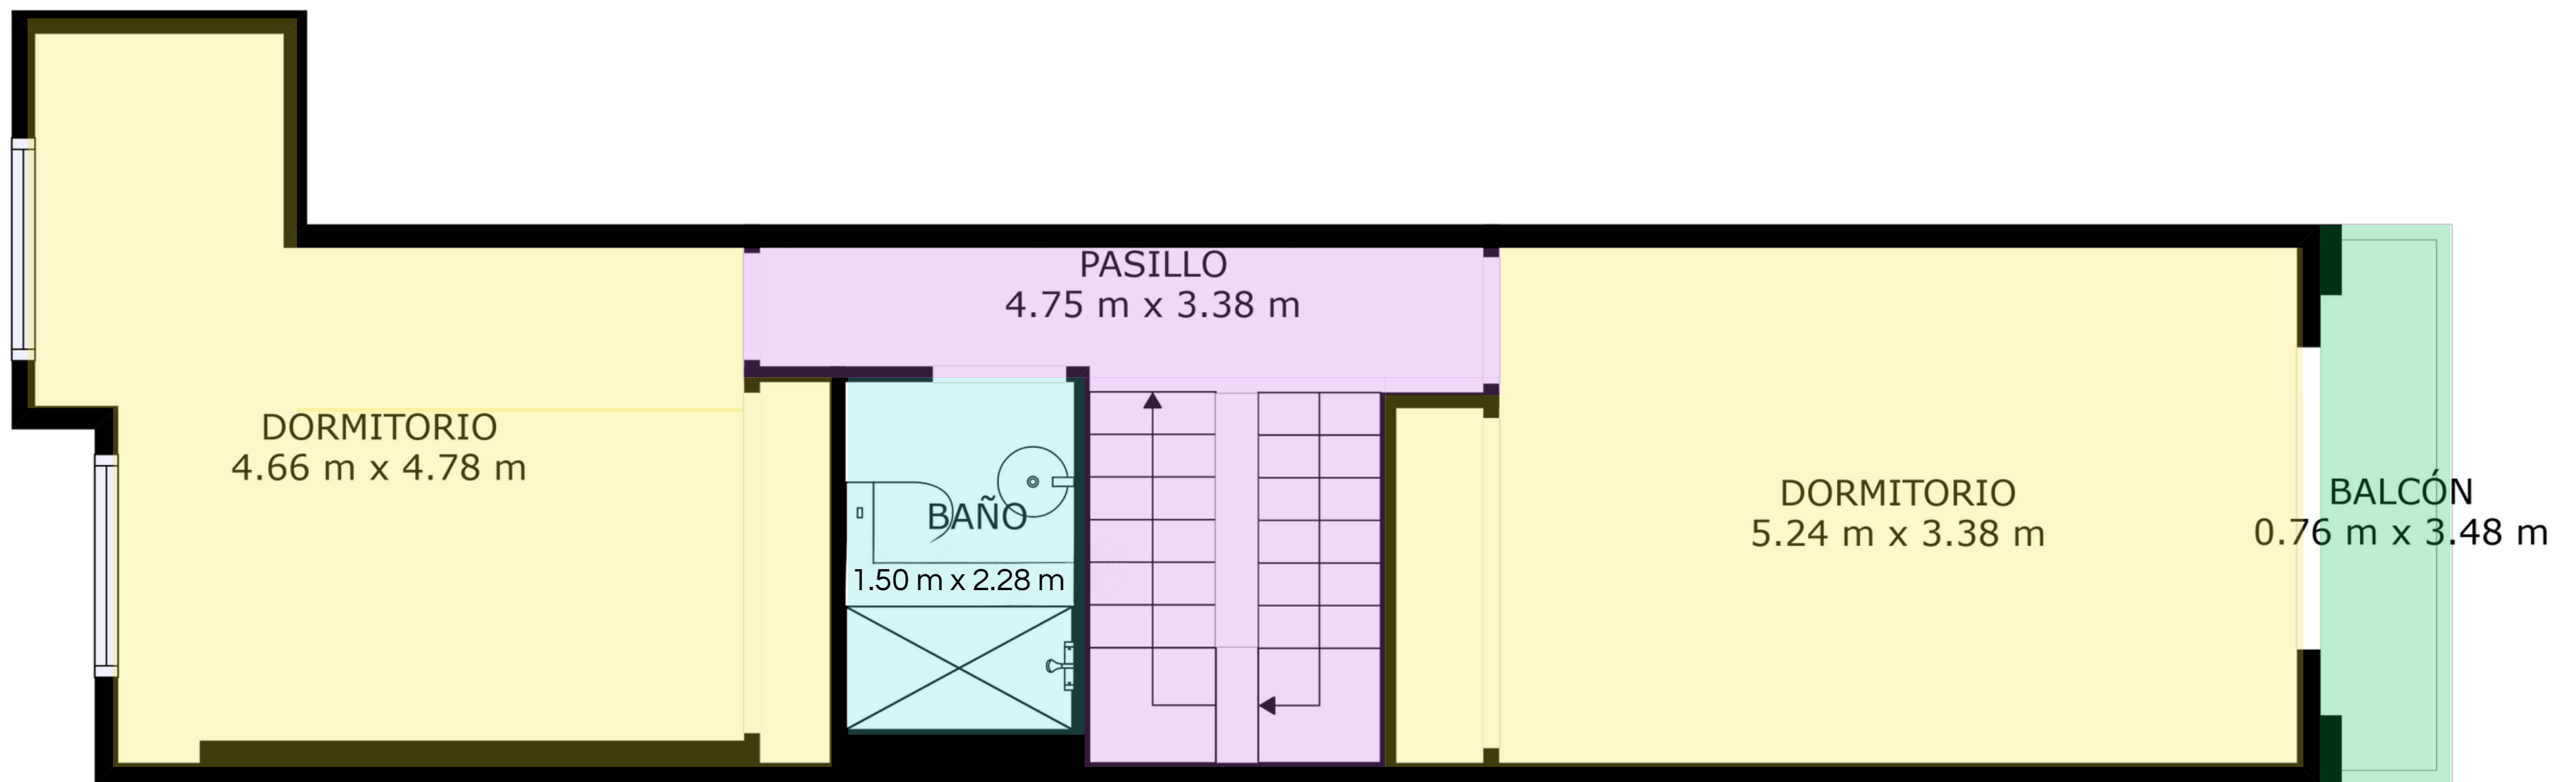 PASILLO
4.75 m x 3.38 m
DORMITORIO
4.66 m x 4.78 m
BAÑO
1.50 m x 2.28 m
DORMITORIO
5.24 m x 3.38 m
BALCÓN
0.76 m x 3.48 m